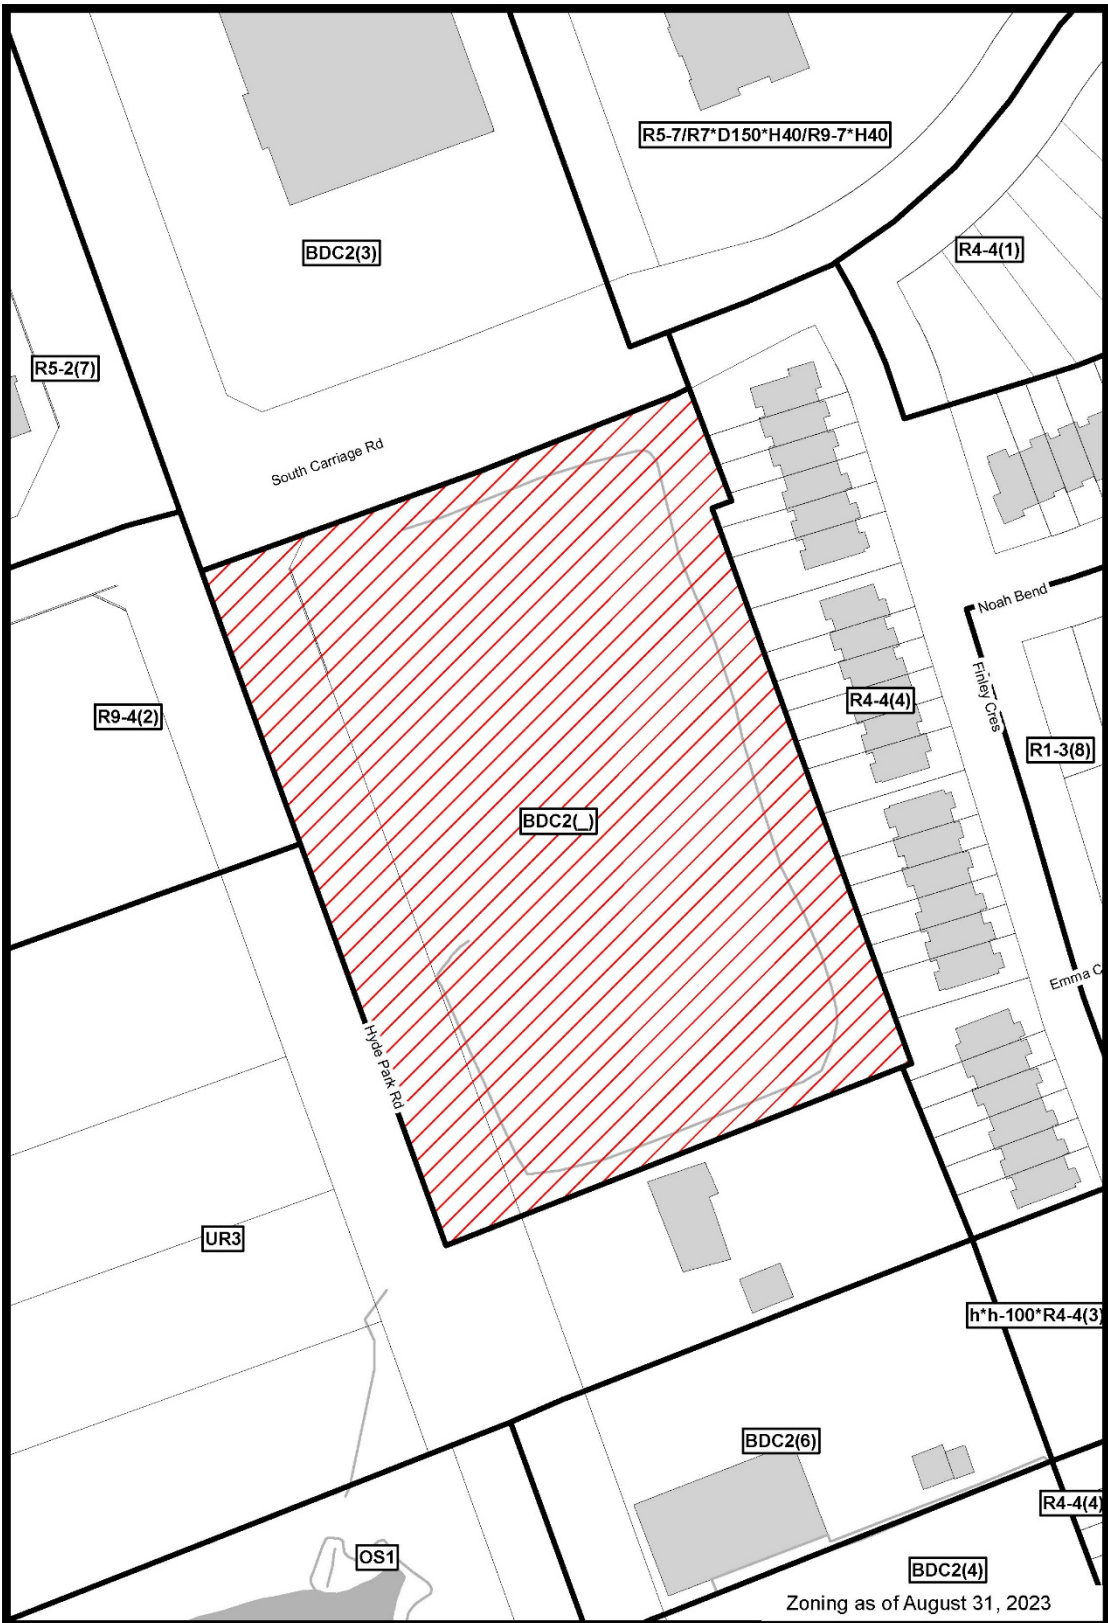 R5-7/R7*D150*H40/R9-7*H40
BDC2(3)
R4-4(1)
R5-2(7)
South Carriage Rd
Noah Bend
Finley Cres
R4-4(4)
R9-4(2)
R1-3(8)
BDC2(_)
Emma C
Hyde Park Rd
UR3
h*h-100*R4-4(3)
BDC2(6)
R4-4(4)
OS1
BDC2(4)
Zoning as of August 31, 2023